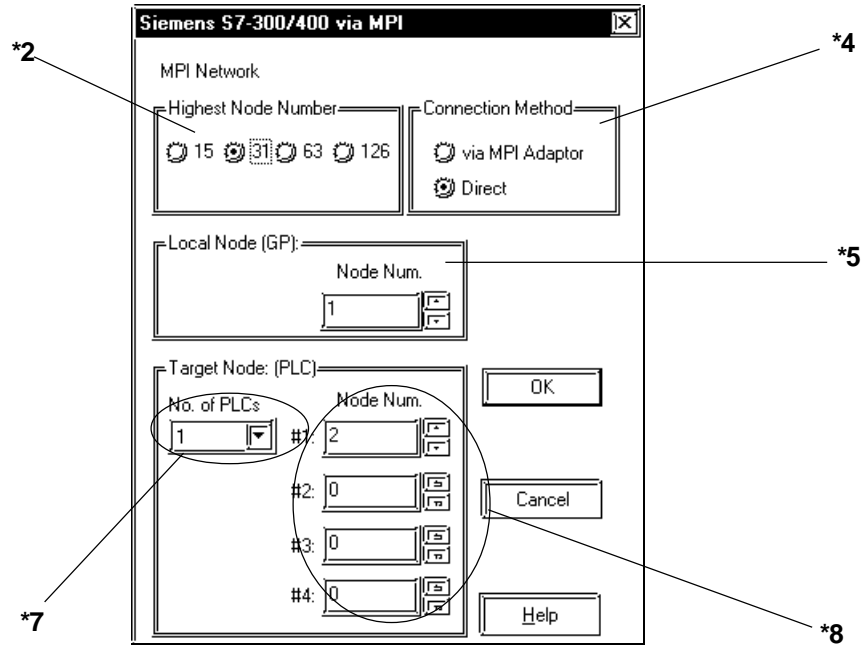 Siemens S7-300/400 via MPI
*2
*4
MPI Network
Highest Node Number
Connection Method
15 31 63 126
via MPI Adaptor
Direct
Local Node (GP):
*5
Node Num.
1
Target Node: (PLC)
No. of PLCs
Node Num.
OK
1
#1: 2
#2: 0
Cancel
#3: 0
#4: 0
Help
*7
*8